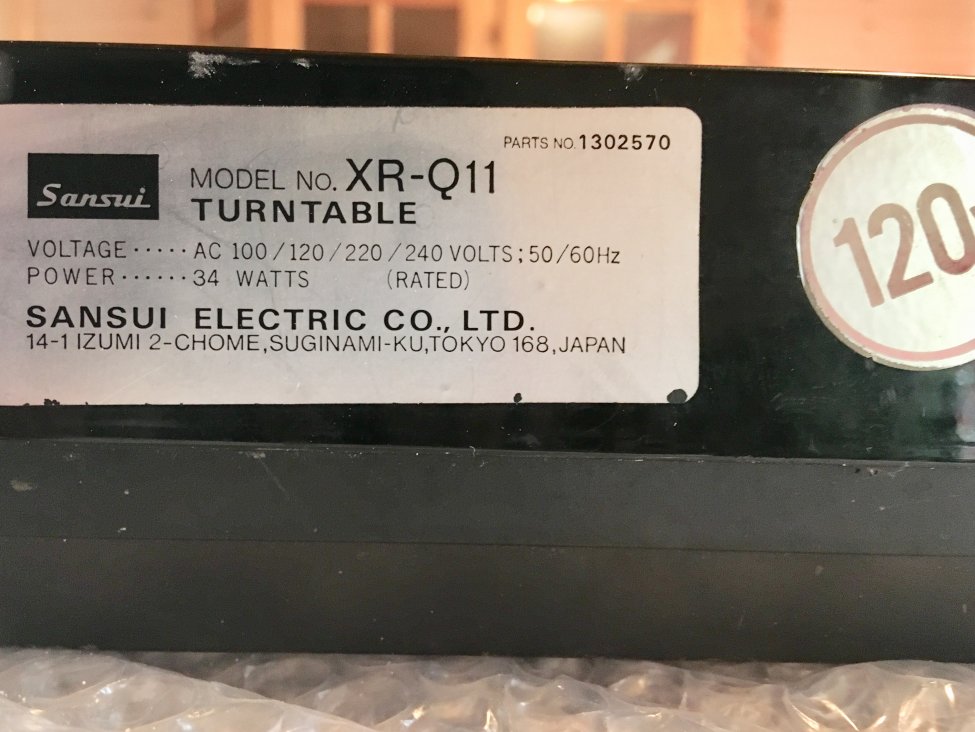 PARTS NO.1302570
Sansui
MODEL NO. XR-Q11
TURNTABLE
VOLTAGE ····· AC 100/120/220/240 VOLTS; 50/60Hz
POWER ······ 34 WATTS (RATED)
SANSUI ELECTRIC CO., LTD.
14-1 IZUMI 2-CHOME, SUGINAMI-KU, TOKYO 168, JAPAN
120